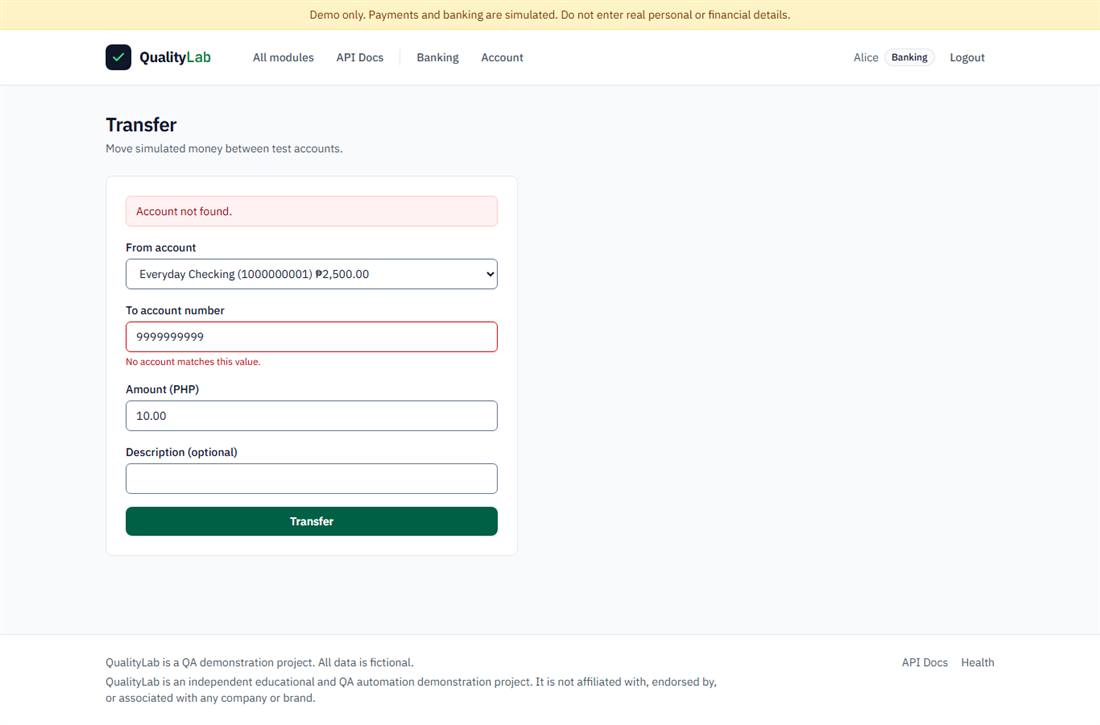 Demo only. Payments and banking are simulated. Do not enter real personal or financial details.
QualityLab
All modules
API Docs
Banking
Account
Alice
Banking
Logout
Transfer
Move simulated money between test accounts.
Account not found.
From account
Everyday Checking (1000000001) ₱2,500.00
To account number
9999999999
No account matches this value.
Amount (PHP)
10.00
Description (optional)
Transfer
QualityLab is a QA demonstration project. All data is fictional.
API Docs
Health
QualityLab is an independent educational and QA automation demonstration project. It is not affiliated with, endorsed by,
or associated with any company or brand.